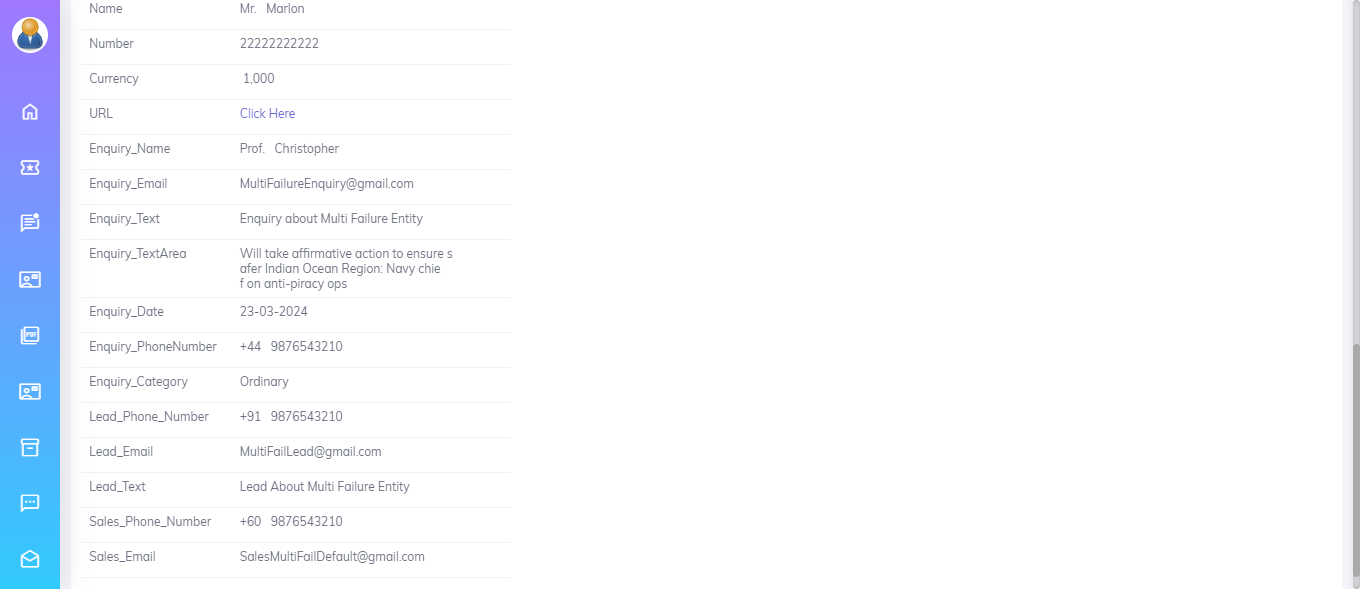 Name Mr. Marlon
Number 22222222222
Currency 1,000
URL Click Here
Enquiry_Name Prof. Christopher
Enquiry_Email MultiFailureEnquiry@gmail.com
Enquiry_Text Enquiry about Multi Failure Entity
Enquiry_TextArea Will take affirmative action to ensure s
afer Indian Ocean Region: Navy chie
f on anti-piracy ops
Enquiry_Date 23-03-2024
Enquiry_PhoneNumber +44 9876543210
Enquiry_Category Ordinary
Lead_Phone_Number +91 9876543210
Lead_Email MultiFailLead@gmail.com
Lead_Text Lead About Multi Failure Entity
Sales_Phone_Number +60 9876543210
Sales_Email SalesMultiFailDefault@gmail.com
PDF